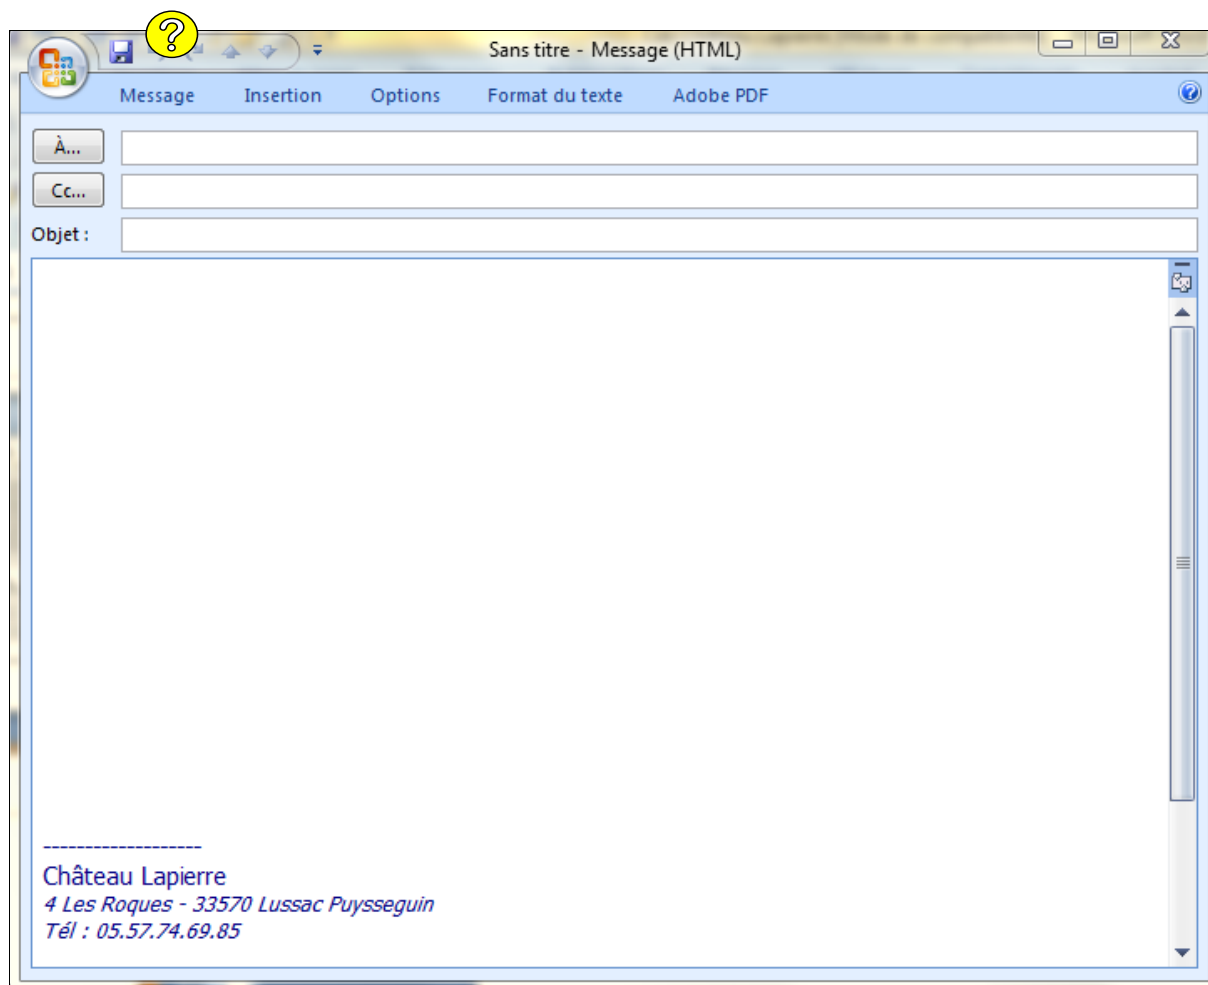 ?
Sans titre - Message (HTML)
Message Insertion Options Format du texte Adobe PDF
À...
Cc...
Objet :
-------------------
Château Lapierre
4 Les Roques - 33570 Lussac Puysseguin
Tél : 05.57.74.69.85